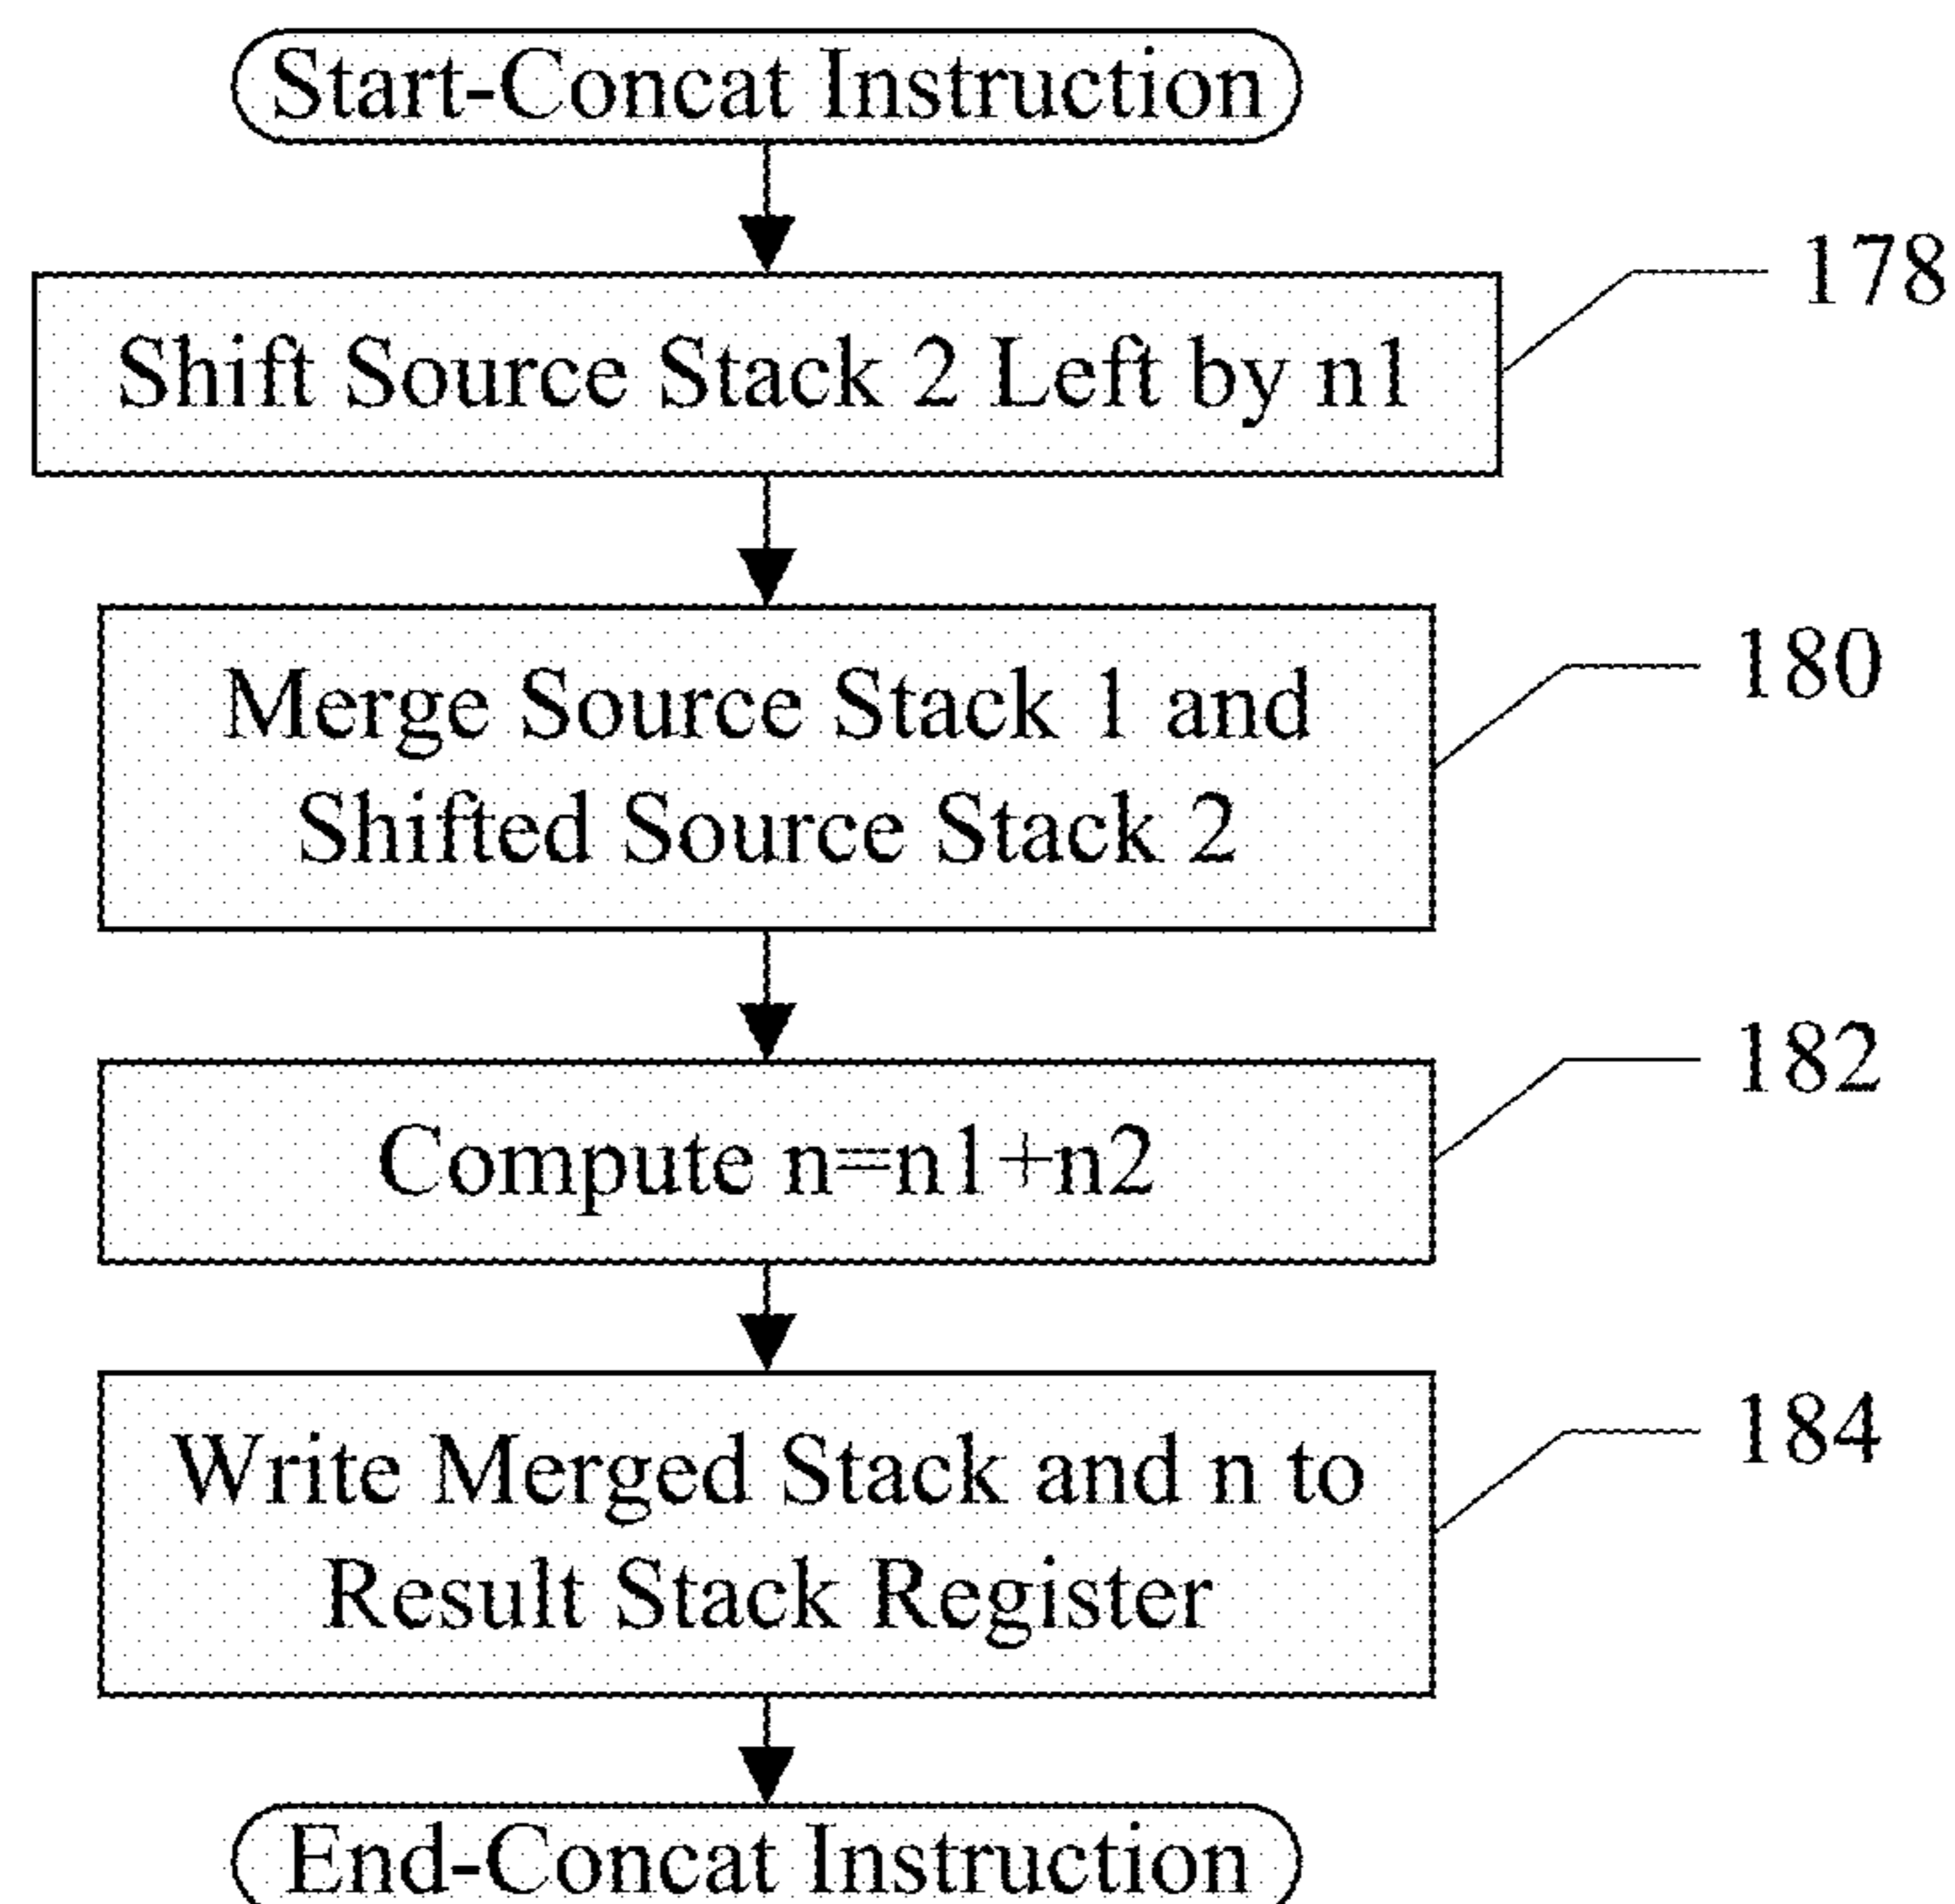 Start-Concat Instruction
178
Shift Source Stack 2 Left by n1
180
Merge Source Stack 1 and
Shifted Source Stack 2
182
Compute n=n1+n2
184
Write Merged Stack and n to
Result Stack Register
End-Concat Instruction